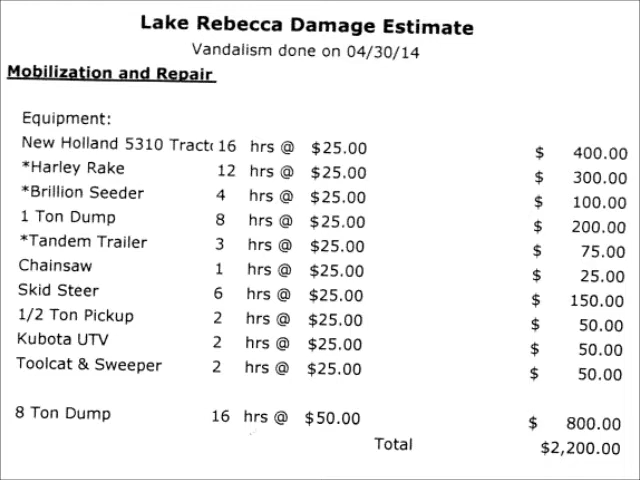 Lake Rebecca Damage Estimate
Vandalism done on 04/30/14
Mobilization and Repair
Equipment:
New Holland 5310 Tract 16 hrs @ $25.00 $ 400.00
*Harley Rake 12 hrs @ $25.00 $ 300.00
*Brillion Seeder 4 hrs @ $25.00 $ 100.00
1 Ton Dump 8 hrs @ $25.00 $ 200.00
*Tandem Trailer 3 hrs @ $25.00 $ 75.00
Chainsaw 1 hrs @ $25.00 $ 25.00
Skid Steer 6 hrs @ $25.00 $ 150.00
1/2 Ton Pickup 2 hrs @ $25.00 $ 50.00
Kubota UTV 2 hrs @ $25.00 $ 50.00
Toolcat & Sweeper 2 hrs @ $25.00 $ 50.00
8 Ton Dump 16 hrs @ $50.00 $ 800.00
Total $2,200.00